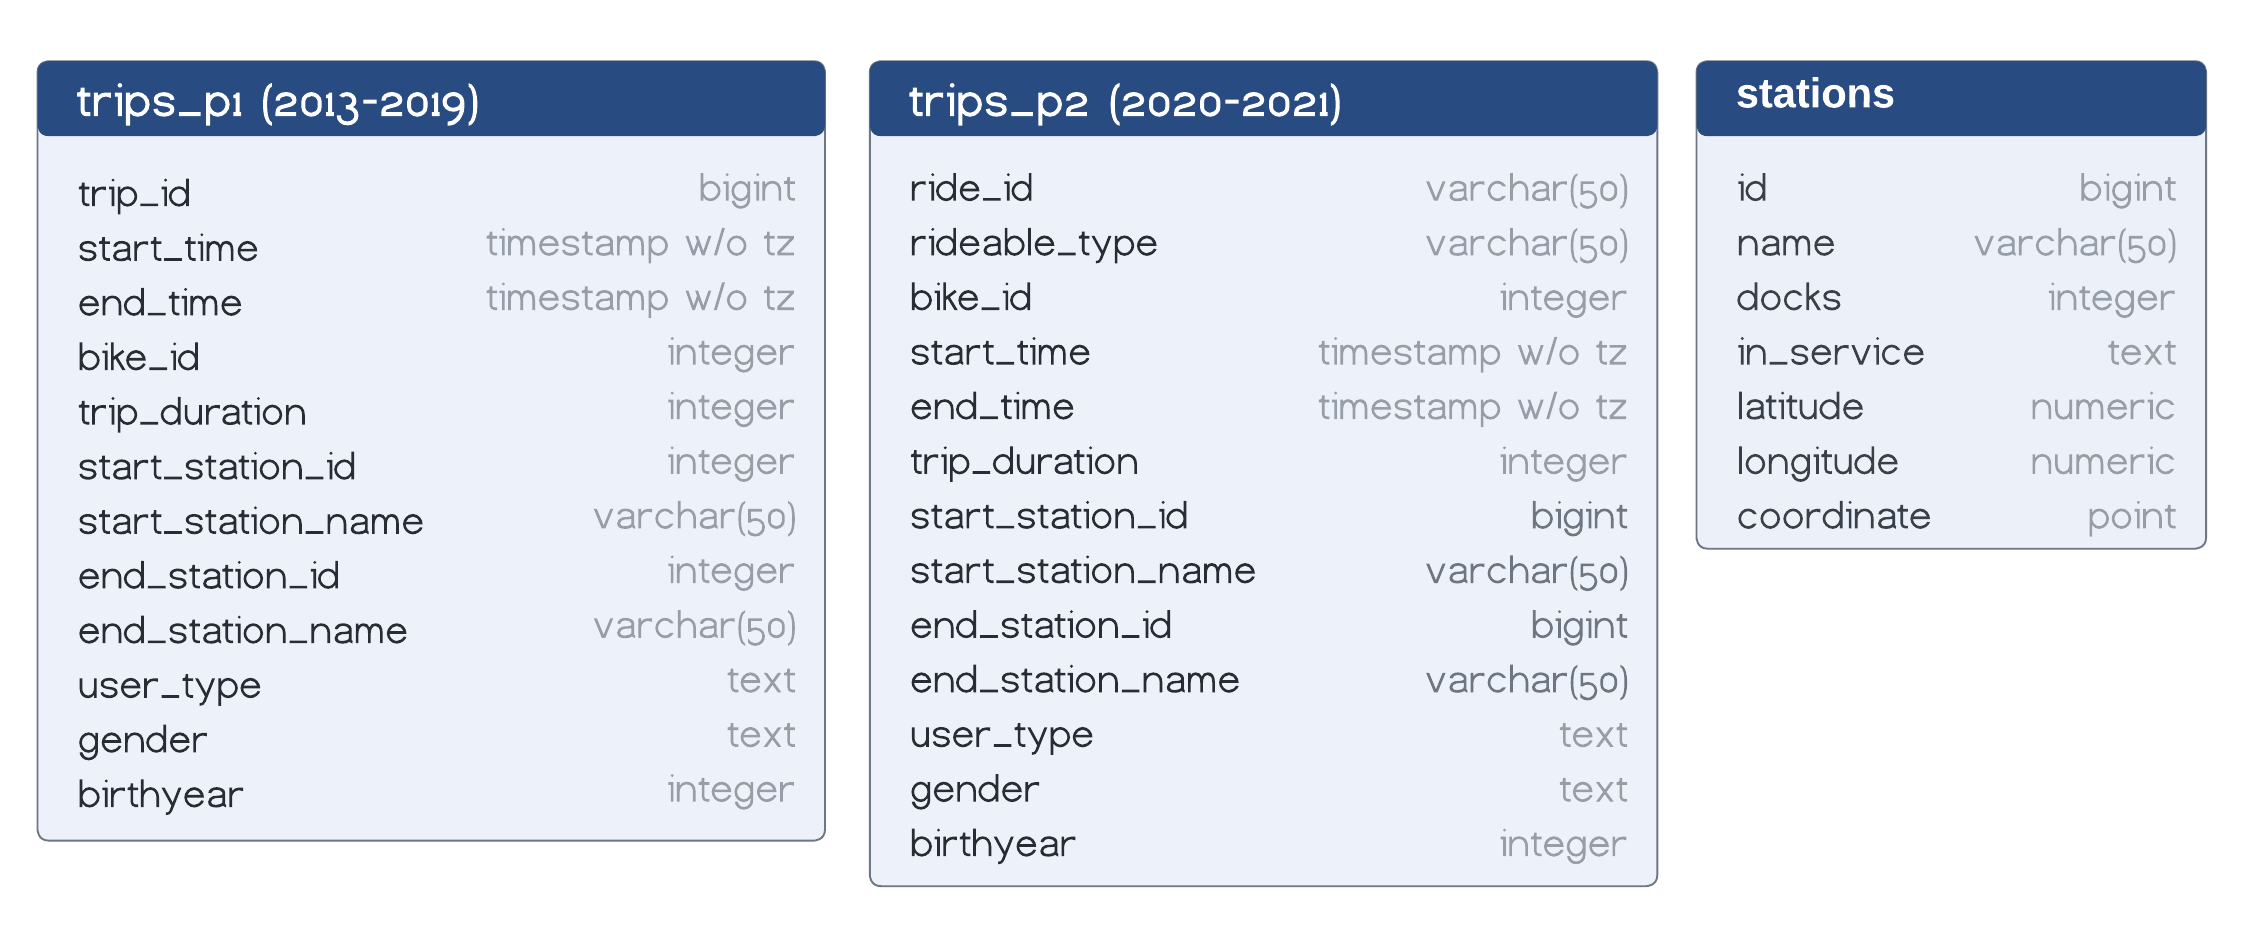 trips_p1 (2013-2019)
trip_id bigint
start_time timestamp w/o tz
end_time timestamp w/o tz
bike_id integer
trip_duration integer
start_station_id integer
start_station_name varchar(50)
end_station_id integer
end_station_name varchar(50)
user_type text
gender text
birthyear integer
trips_p2 (2020-2021)
ride_id varchar(50)
rideable_type varchar(50)
bike_id integer
start_time timestamp w/o tz
end_time timestamp w/o tz
trip_duration integer
start_station_id bigint
start_station_name varchar(50)
end_station_id bigint
end_station_name varchar(50)
user_type text
gender text
birthyear integer
stations
id bigint
name varchar(50)
docks integer
in_service text
latitude numeric
longitude numeric
coordinate point